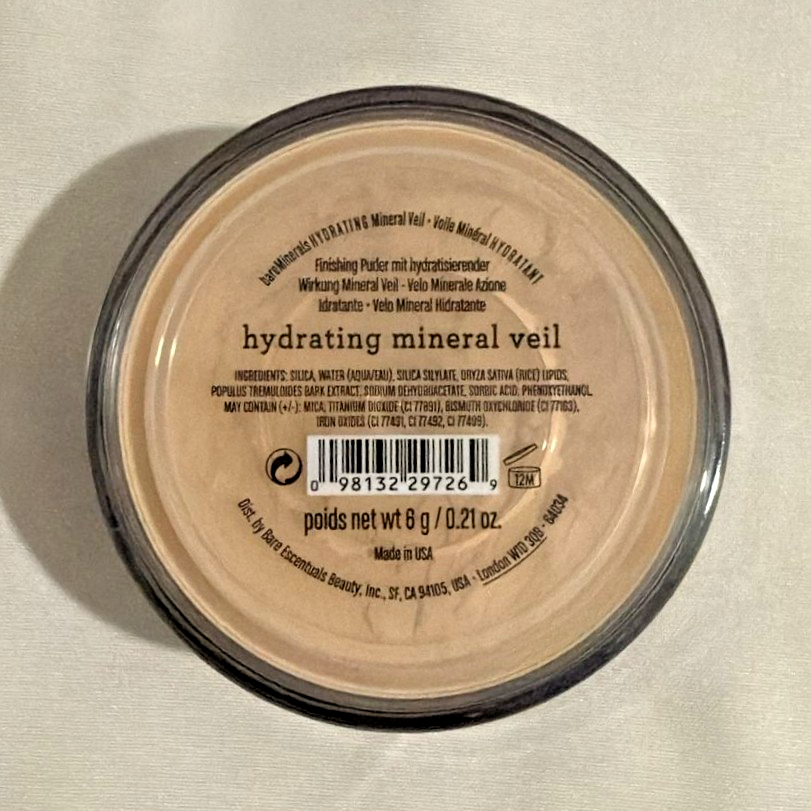 bareMinerals HYDRATING Mineral Veil • Voile Minéral HYDRATANT
Finishing Puder mit hydratisierender
Wirkung Mineral Veil • Velo Minerale Azione
Idratante • Velo Mineral Hidratante
hydrating mineral veil
INGREDIENTS: SILICA, WATER (AQUA/EAU), SILICA SILYLATE, ORYZA SATIVA (RICE) LIPIDS,
POPULUS TREMULOIDES BARK EXTRACT, SODIUM DEHYDROACETATE, SORBIC ACID, PHENOXYETHANOL.
MAY CONTAIN (+/-): MICA, TITANIUM DIOXIDE (CI 77891), BISMUTH OXYCHLORIDE (CI 77163),
IRON OXIDES (CI 77491, CI 77492, CI 77499).
0 98132 29726 9
12M
poids net wt 6 g / 0.21 oz.
Made in USA
Dist. by Bare Escentuals Beauty, Inc., SF, CA 94105, USA • London W1D 3QB • 64034